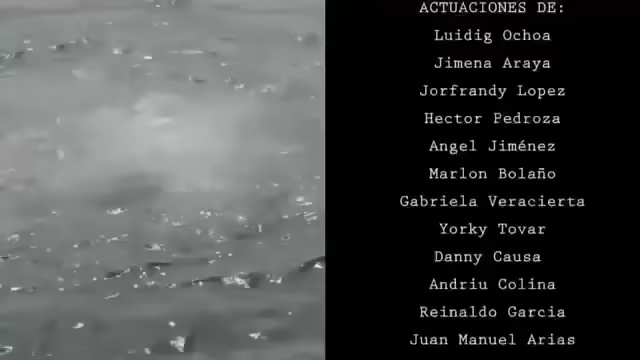 ACTUACIONES DE:
Luidig Ochoa
Jimena Araya
Jorfrandy Lopez
Hector Pedroza
Angel Jiménez
Marlon Bolaño
Gabriela Veracierta
Yorky Tovar
Danny Causa
Andriu Colina
Reinaldo Garcia
Juan Manuel Arias